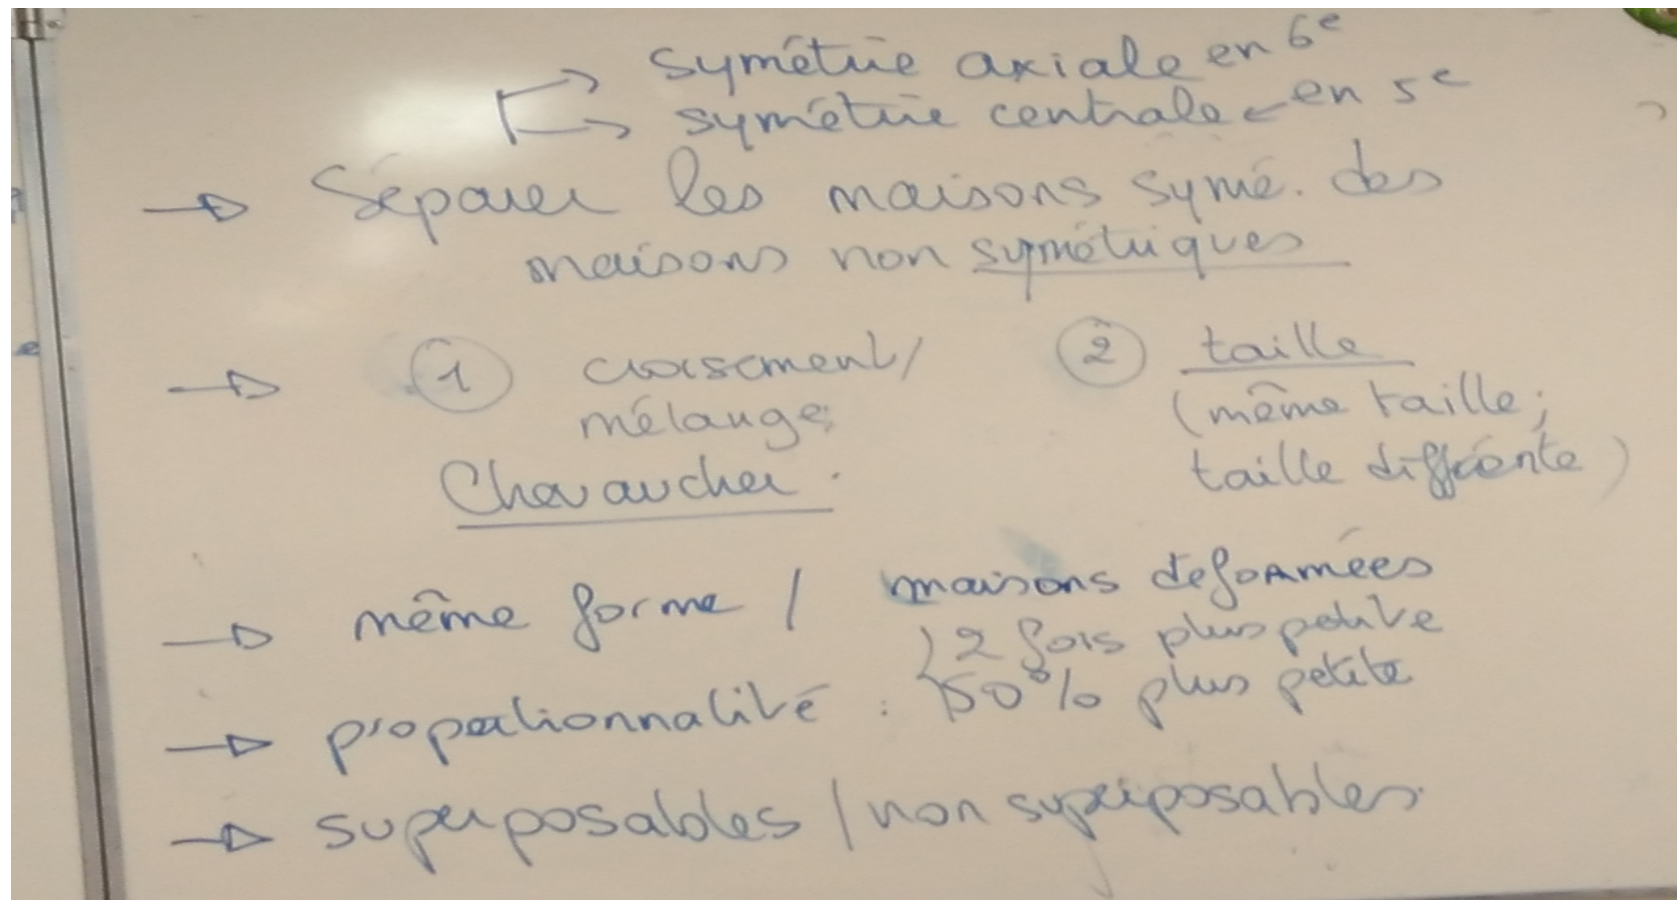 symétrie axiale en 6e
symétrie centrale ← en 5e
→ Séparer les maisons symé. des
maisons non symétriques
→ 1 croisement/
mélange
Chevaucher.
2 taille
(même taille;
taille différente)
→ même forme / maisons deformées
→ proportionnalité : { 2 fois plus petite
50% plus petite
→ superposables / non superposables.